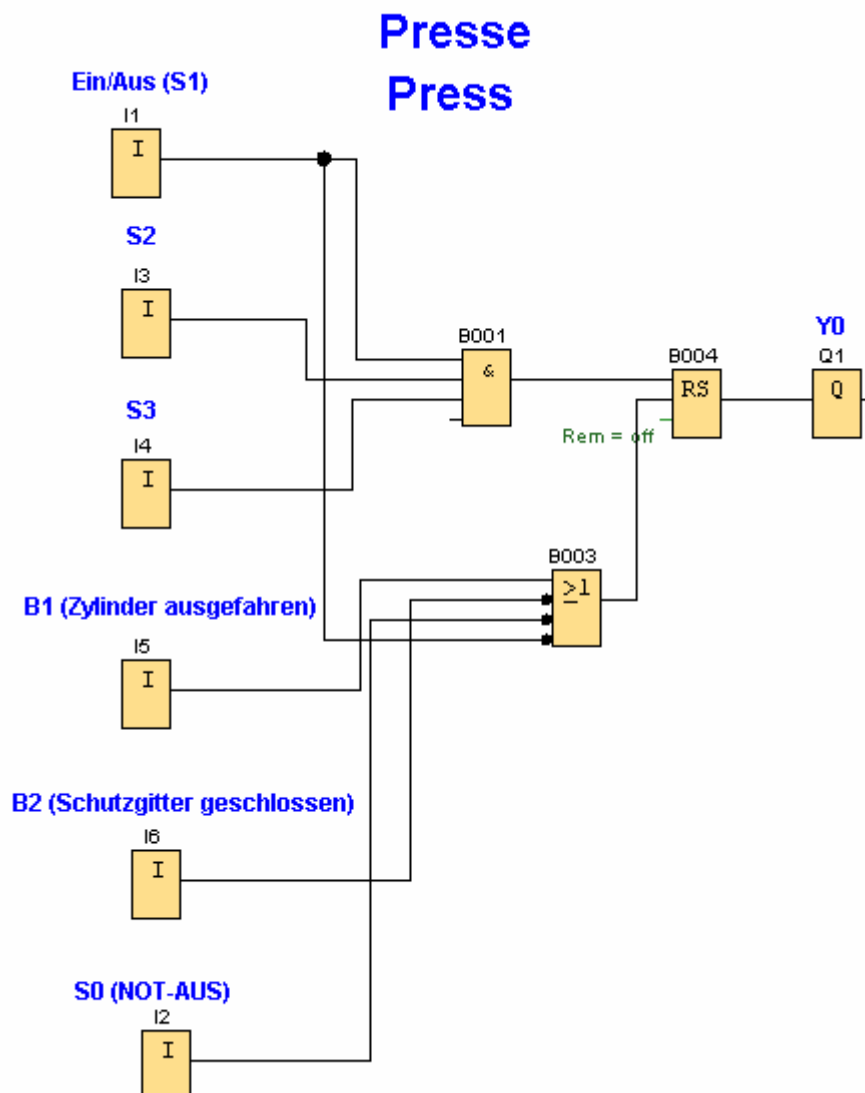 Presse
Press
Ein/Aus (S1)
I1
I
S2
I3
I
B001
&
B004
RS
Rem = off
Y0
Q1
Q
S3
I4
I
B003
>1
B1 (Zylinder ausgefahren)
I5
I
B2 (Schutzgitter geschlossen)
I6
I
S0 (NOT-AUS)
I2
I